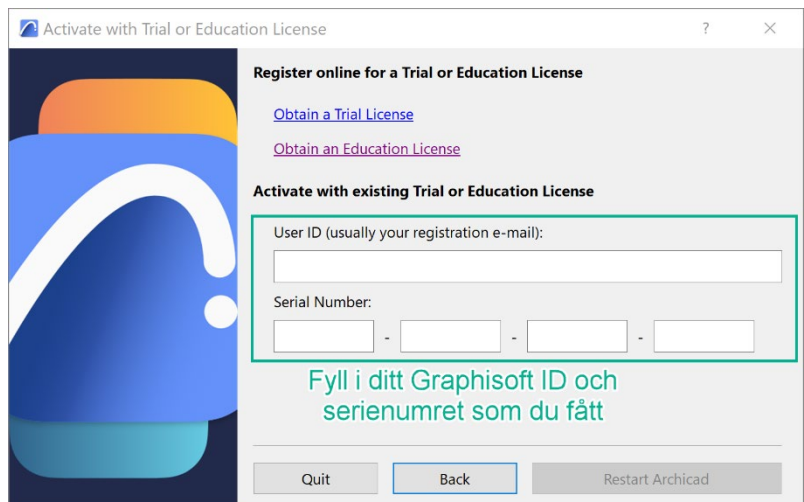 Activate with Trial or Education License
Register online for a Trial or Education License
Obtain a Trial License
Obtain an Education License
Activate with existing Trial or Education License
User ID (usually your registration e-mail):
Serial Number:
- - -
Fyll i ditt Graphisoft ID och
serienumret som du fått
Quit Back Restart Archicad